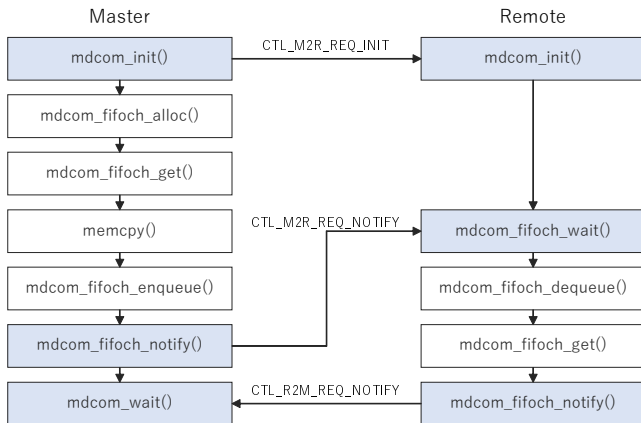 Master
Remote
mdcom_init()
CTL_M2R_REQ_INIT
mdcom_init()
mdcom_fifoch_alloc()
mdcom_fifoch_get()
memcpy()
CTL_M2R_REQ_NOTIFY
mdcom_fifoch_wait()
mdcom_fifoch_enqueue()
mdcom_fifoch_dequeue()
mdcom_fifoch_notify()
mdcom_fifoch_get()
mdcom_wait()
CTL_R2M_REQ_NOTIFY
mdcom_fifoch_notify()